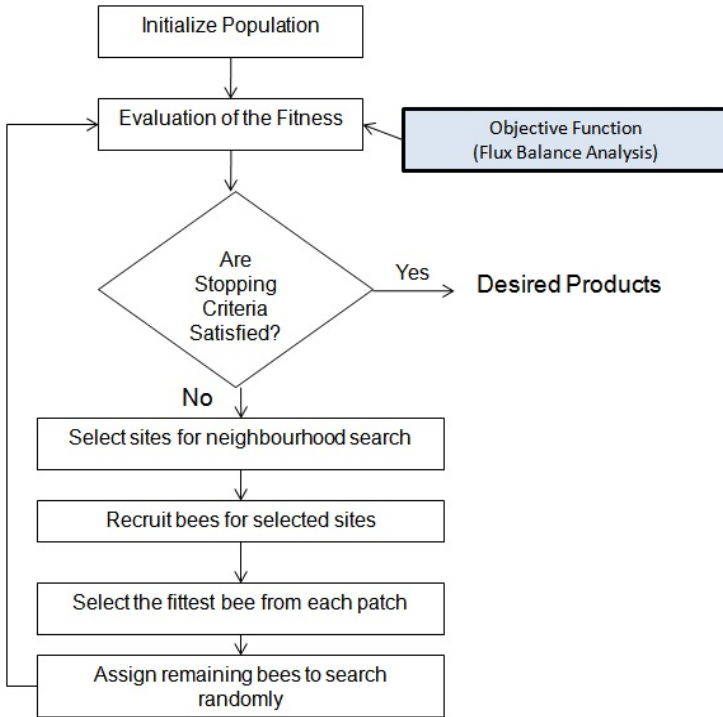 Initialize Population
Evaluation of the Fitness
Objective Function
(Flux Balance Analysis)
Are
Stopping
Criteria
Satisfied?
Yes
Desired Products
No
Select sites for neighbourhood search
Recruit bees for selected sites
Select the fittest bee from each patch
Assign remaining bees to search
randomly